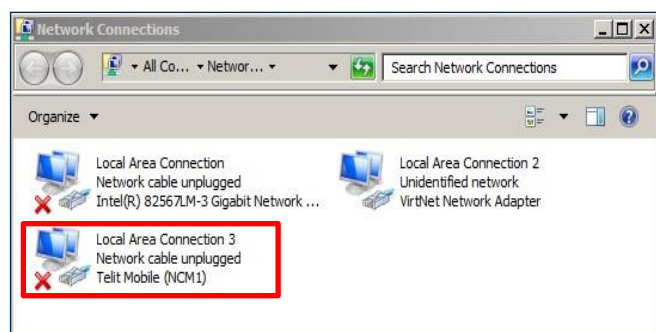 Network Connections
All Co... Networ...
Search Network Connections
Organize
Local Area Connection
Network cable unplugged
Intel(R) 82567LM-3 Gigabit Network ...
Local Area Connection 2
Unidentified network
VirtNet Network Adapter
Local Area Connection 3
Network cable unplugged
Telit Mobile (NCM1)